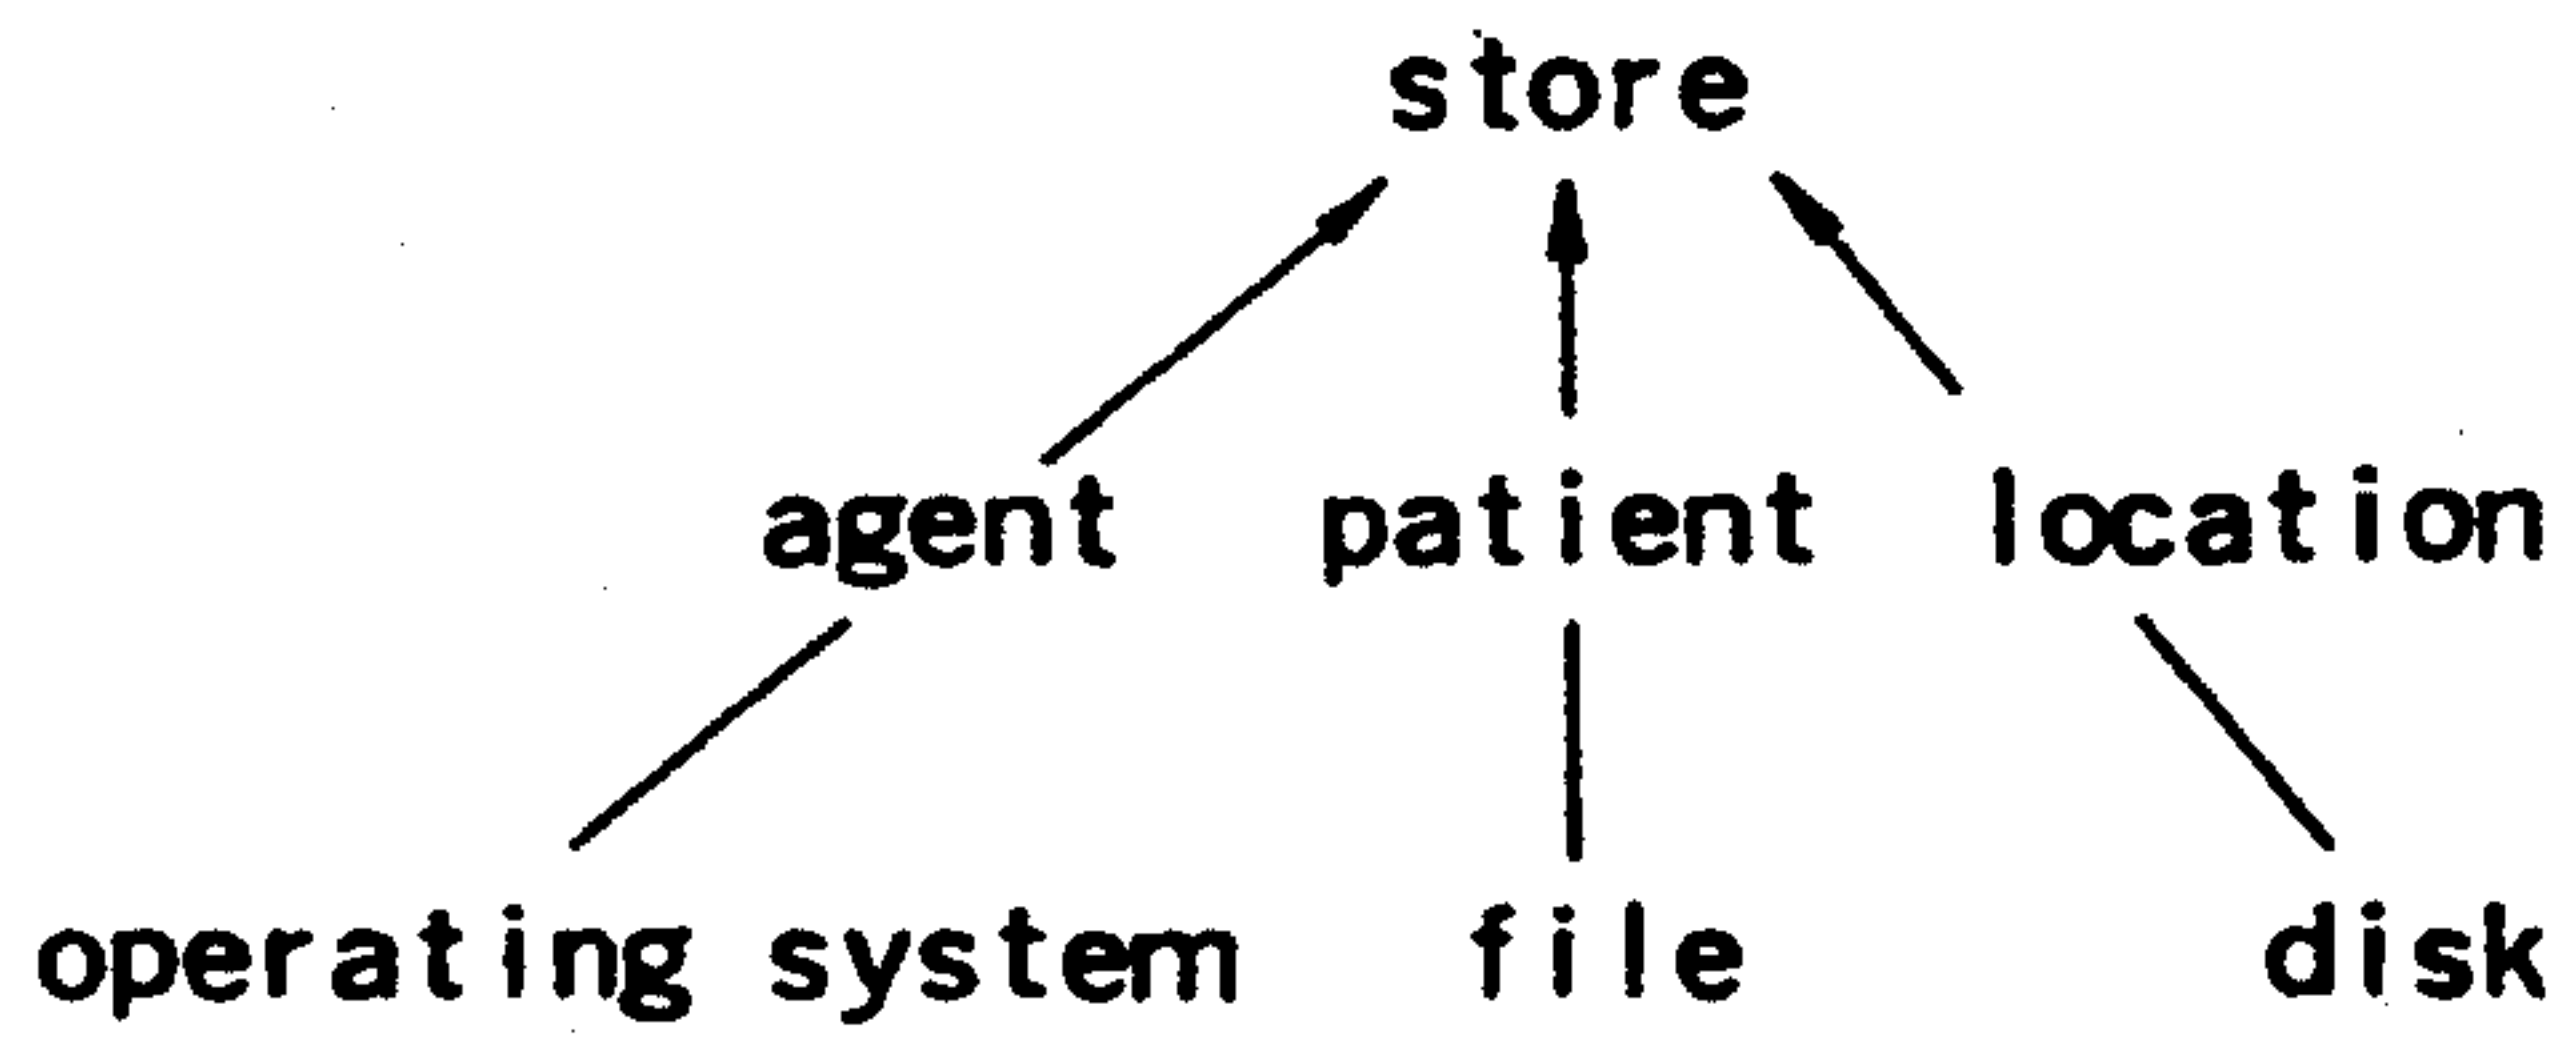 store
agent patient location
operating system file disk